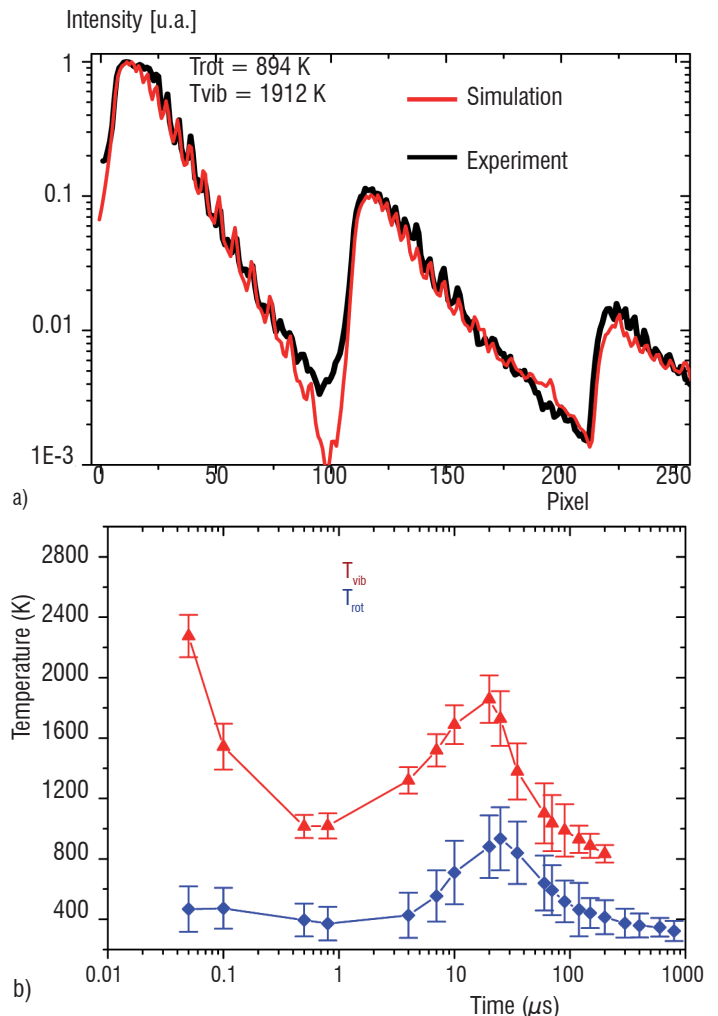 Intensity [u.a.]
Trot = 894 K
Tvib = 1912 K
Simulation
Experiment
1
0.1
0.01
1E-3
0
50
100
150
200
250
Pixel
a)
Temperature (K)
2800
2400
2000
1600
1200
800
400
Tvib
Trot
0.01
0.1
1
10
100
1000
Time (μs)
b)